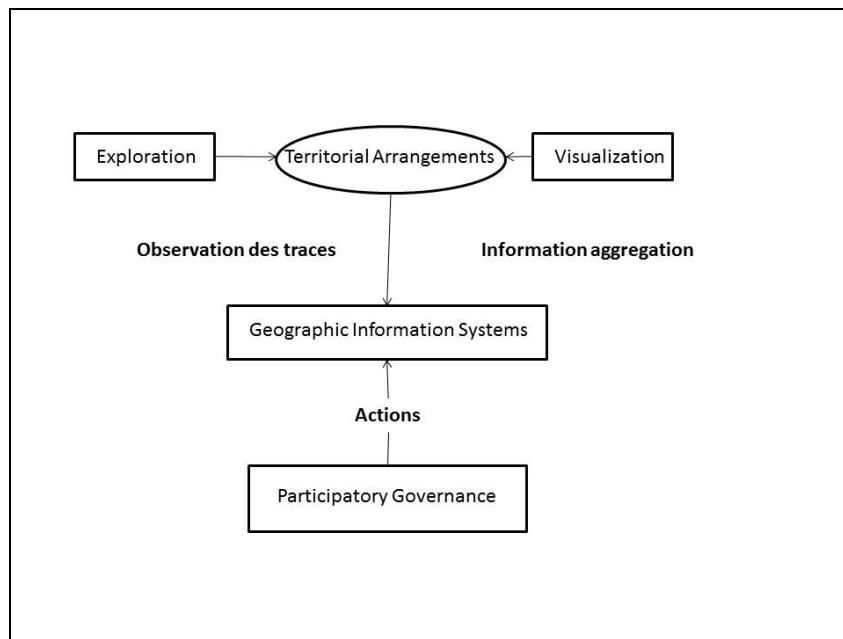 Exploration
Territorial Arrangements
Visualization
Observation des traces
Information aggregation
Geographic Information Systems
Actions
Participatory Governance